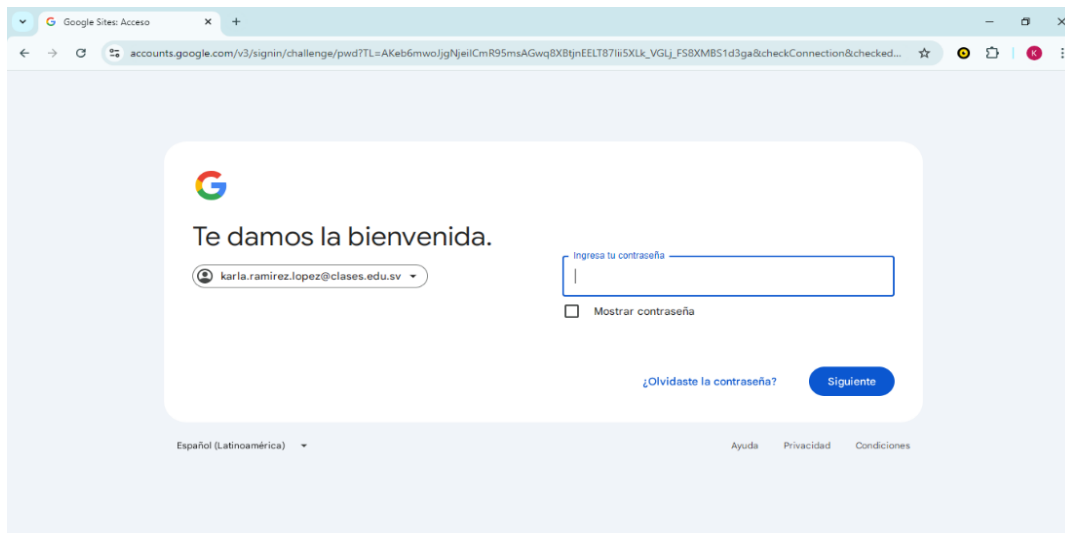 Google Sites: Acceso
accounts.google.com/v3/signin/challenge/pwd?TL=AKeb6mwoJjgNjeilCmR95msAGwq8XBtjnEELT87Iii5XLk_VGLj_FS8XMBS1d3ga&checkConnection&checked...
K
Te damos la bienvenida.
karla.ramirez.lopez@clases.edu.sv
Ingresa tu contraseña
Mostrar contraseña
¿Olvidaste la contraseña?
Siguiente
Español (Latinoamérica)
Ayuda Privacidad Condiciones